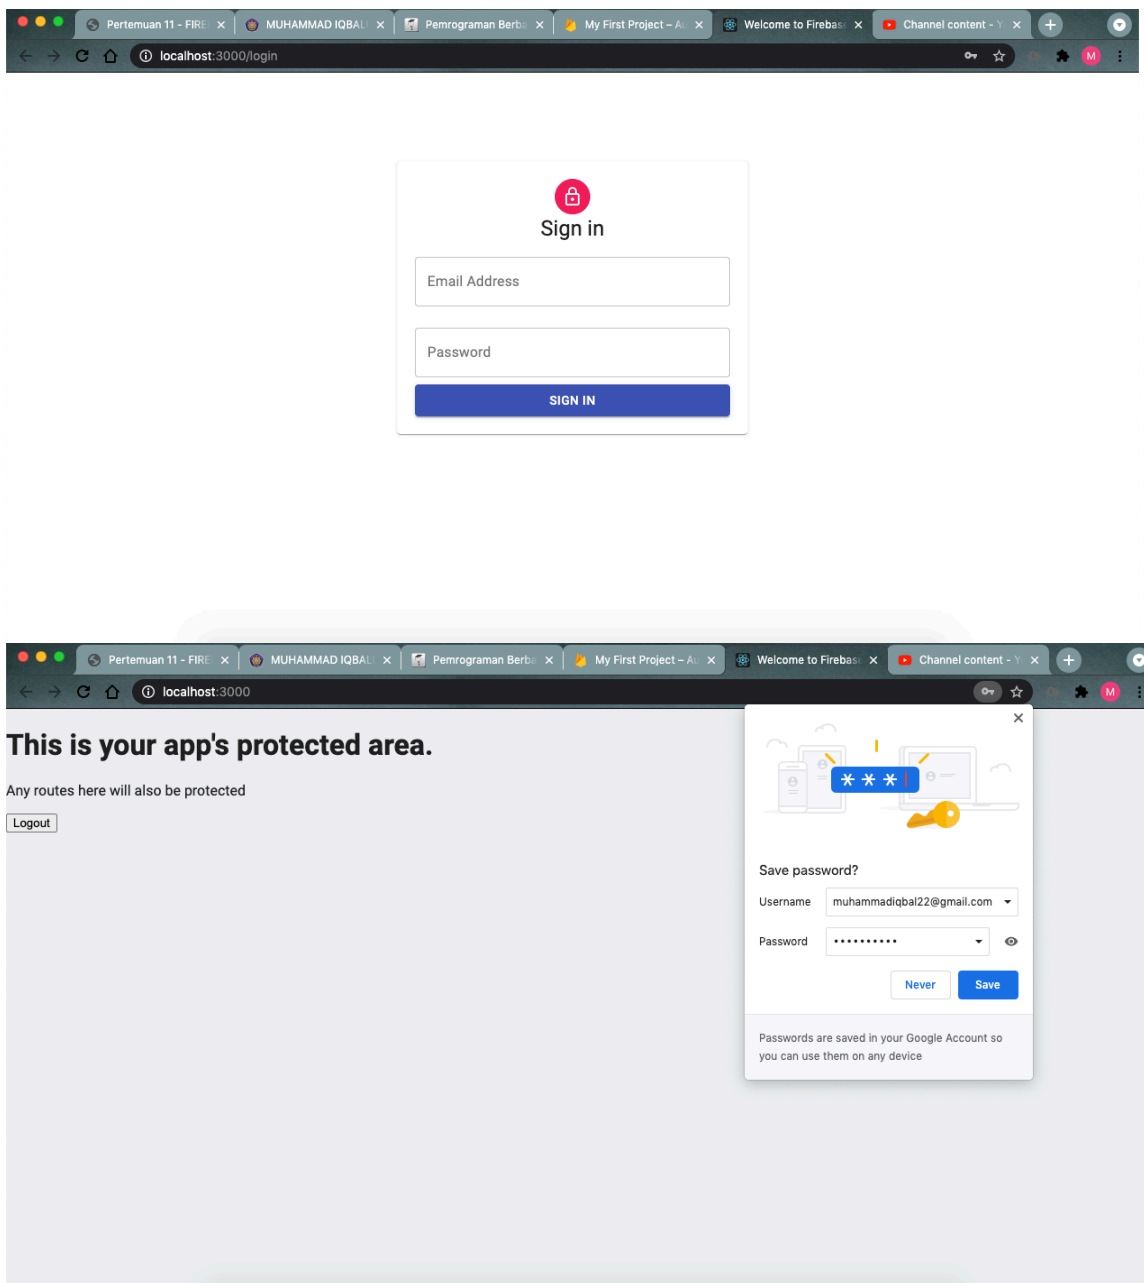 Pertemuan 11 - FIRE
MUHAMMAD IQBAL
Pemrograman Berba
My First Project – Au
Welcome to Firebase
Channel content - Y
localhost:3000/login
M
Sign in
Email Address
Password
SIGN IN
Pertemuan 11 - FIRE
MUHAMMAD IQBAL
Pemrograman Berba
My First Project – Au
Welcome to Firebase
Channel content - Y
localhost:3000
M
This is your app's protected area.
Any routes here will also be protected
Logout
Save password?
Username muhammadiqbal22@gmail.com
Password ••••••••••
Never Save
Passwords are saved in your Google Account so
you can use them on any device